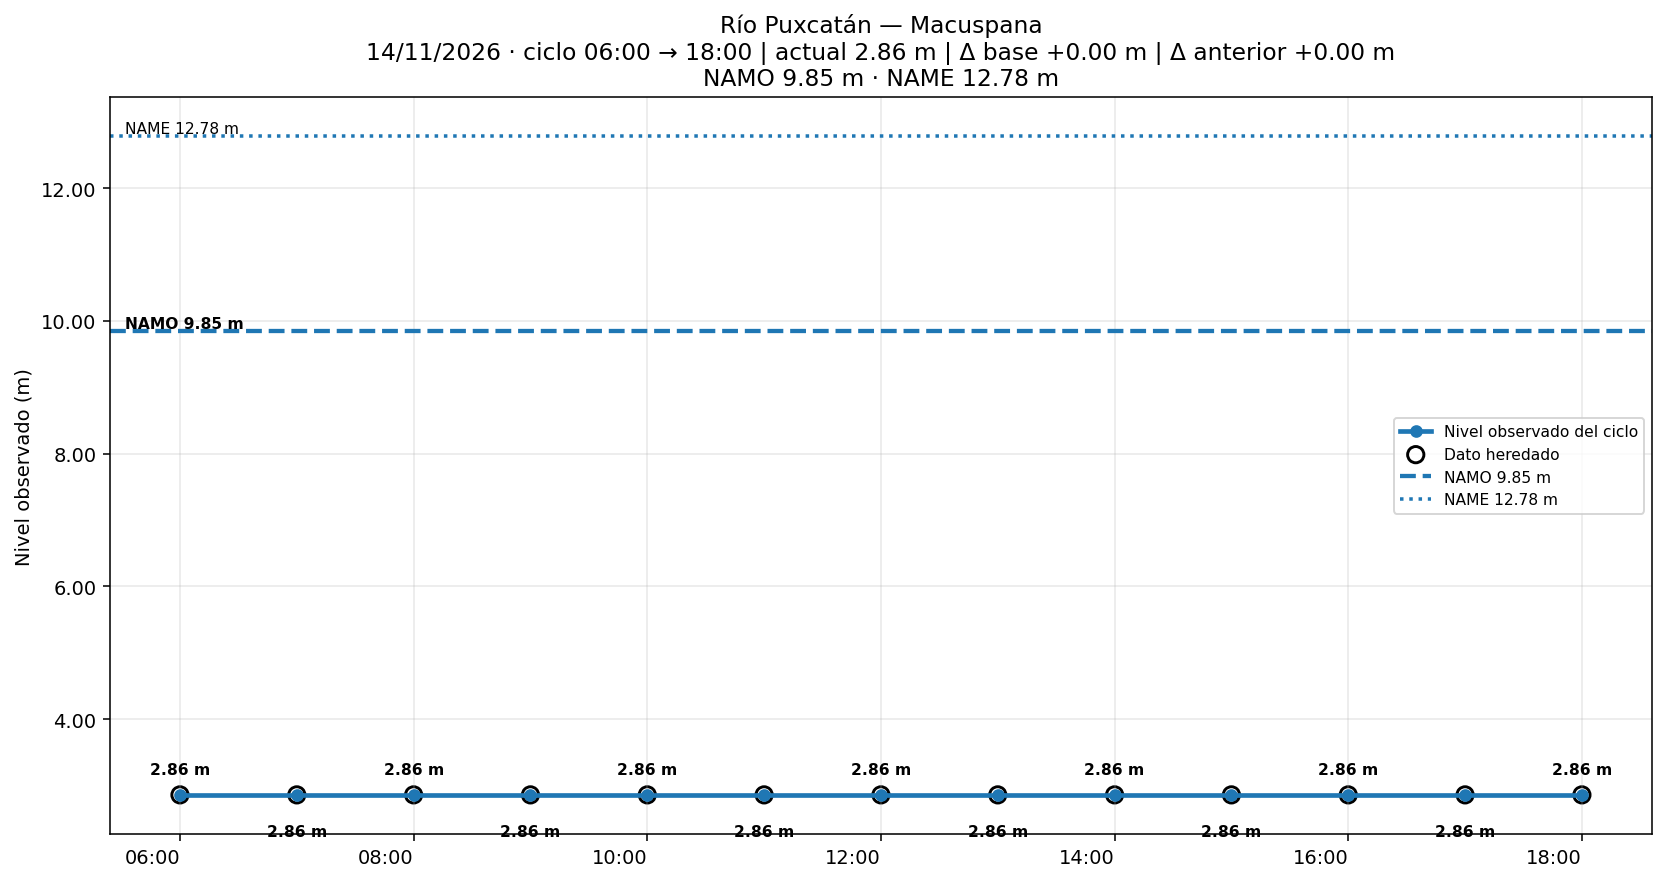 Río Puxcatán — Macuspana
14/11/2026 · ciclo 06:00 → 18:00 | actual 2.86 m | Δ base +0.00 m | Δ anterior +0.00 m
NAMO 9.85 m · NAME 12.78 m
NAME 12.78 m
12.00
NAMO 9.85 m
10.00
Nivel observado (m)
8.00
6.00
4.00
Nivel observado del ciclo
Dato heredado
NAMO 9.85 m
NAME 12.78 m
2.86 m 2.86 m 2.86 m 2.86 m 2.86 m 2.86 m 2.86 m
2.86 m 2.86 m 2.86 m 2.86 m 2.86 m 2.86 m
06:00 08:00 10:00 12:00 14:00 16:00 18:00